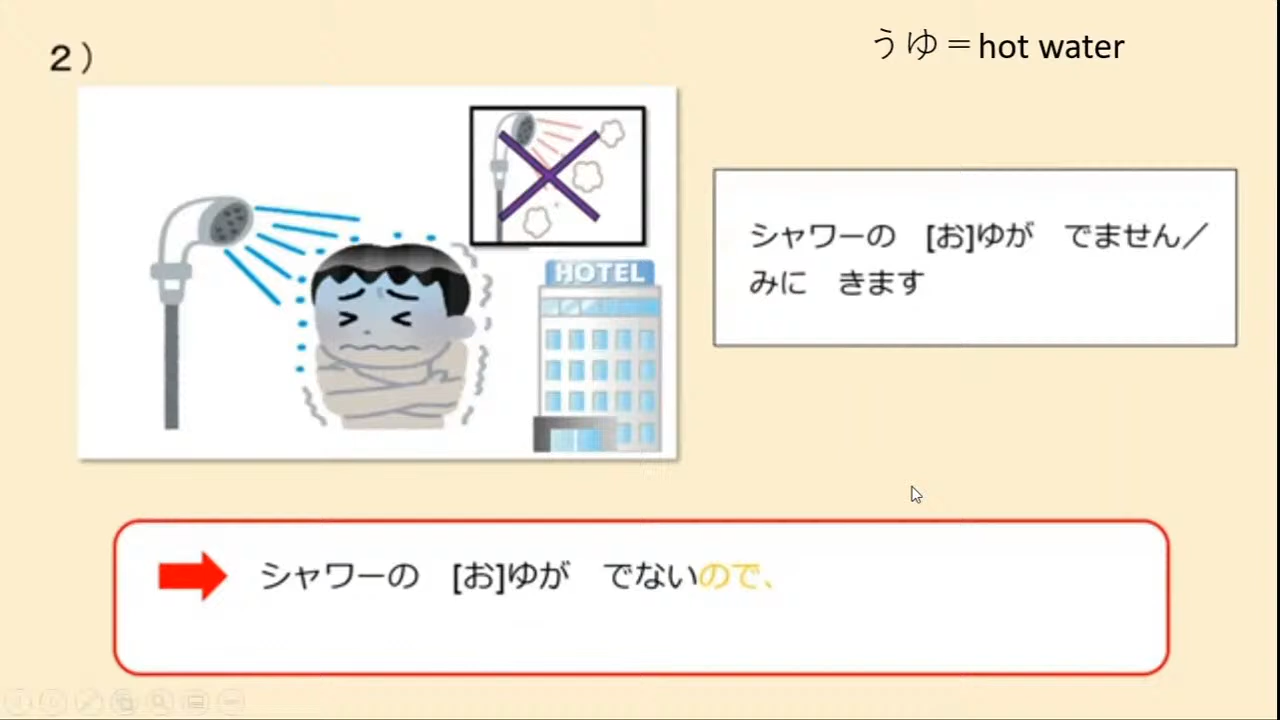 ２）
うゆ＝hot water
HOTEL
シャワーの　[お]ゆが　でません／
みに　きます
シャワーの　[お]ゆが　でないので、